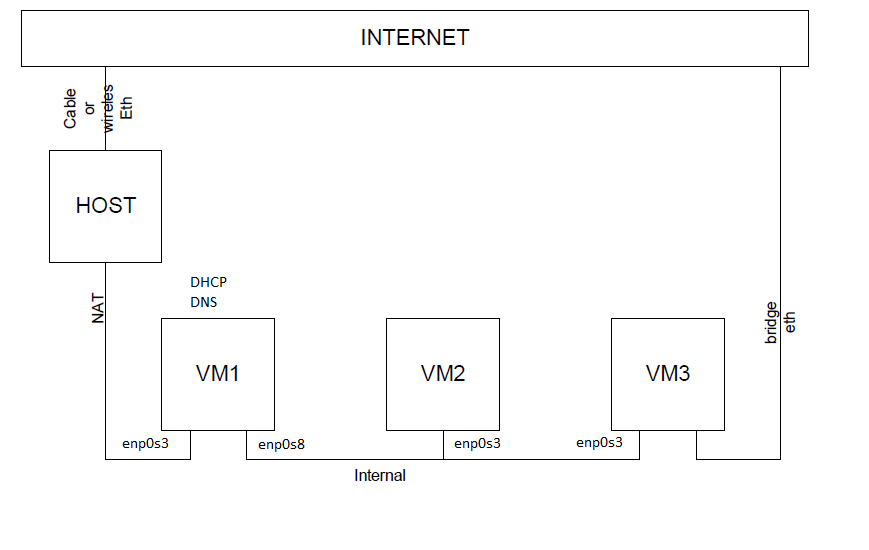 INTERNET
Cable
or
wireles
Eth
HOST
NAT
DHCP
DNS
bridge
eth
VM1
VM2
VM3
enp0s3
enp0s8
enp0s3
enp0s3
Internal